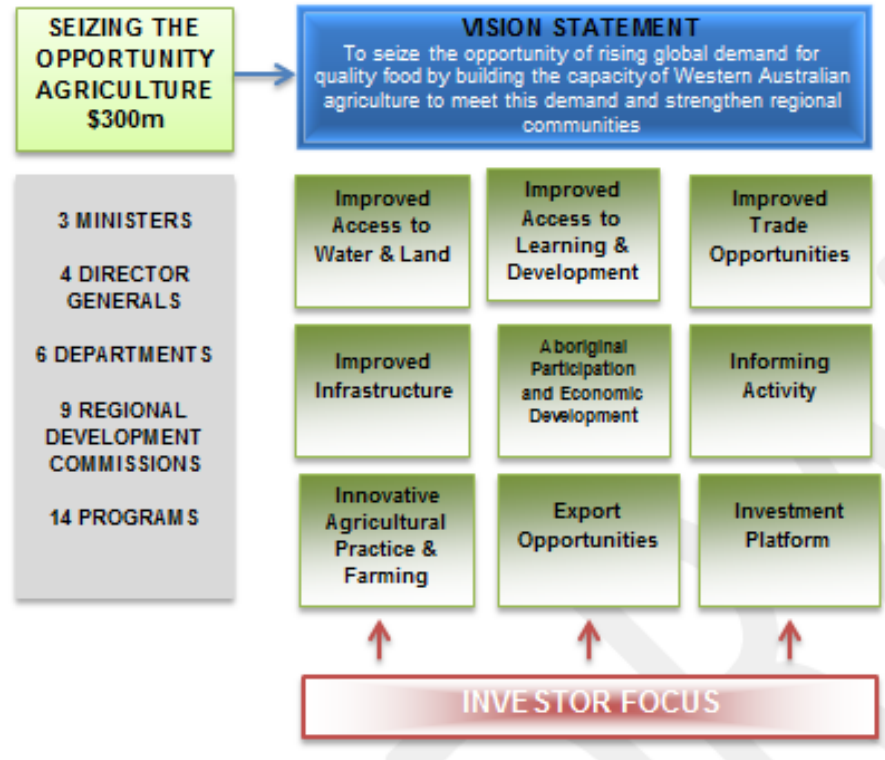 SEIZING THE
OPPORTUNITY
AGRICULTURE
$300m
VISION STATEMENT
To seize the opportunity of rising global demand for
quality food by building the capacity of Western Australian
agriculture to meet this demand and strengthen regional
communities
3 MINISTERS
4 DIRECTOR
GENERALS
6 DEPARTMENTS
9 REGIONAL
DEVELOPMENT
COMMISSIONS
14 PROGRAMS
Improved
Access to
Water & Land
Improved
Access to
Learning &
Development
Improved
Trade
Opportunities
Improved
Infrastructure
Aboriginal
Participation
and Economic
Development
Informing
Activity
Innovative
Agricultural
Practice &
Farming
Export
Opportunities
Investment
Platform
INVESTOR FOCUS